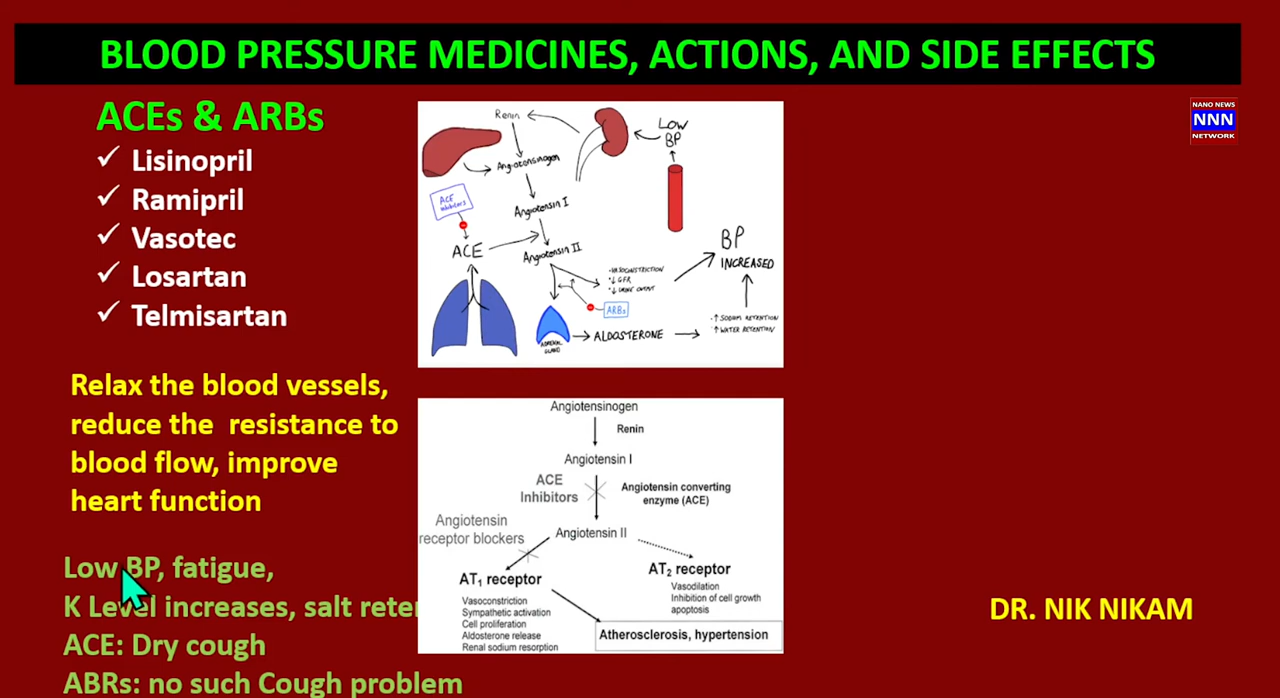 BLOOD PRESSURE MEDICINES, ACTIONS, AND SIDE EFFECTS
NANO NEWS
NNN
NETWORK
ACEs & ARBs
✓ Lisinopril
✓ Ramipril
✓ Vasotec
✓ Losartan
✓ Telmisartan
Relax the blood vessels,
reduce the resistance to
blood flow, improve
heart function
Low BP, fatigue,
K Level increases, salt reter
ACE: Dry cough
ABRs: no such Cough problem
Renin
LOW
BP
Angiotensinogen
ACE
inhibitors
Angiotensin I
ACE
Angiotensin II
BP
INCREASED
•VASOCONSTRICTION
•↓ GFR
•↓ URINE OUTPUT
ARBs
ADRENAL
GLAND
ALDOSTERONE
•↑ SODIUM RETENTION
•↑ WATER RETENTION
Angiotensinogen
Renin
Angiotensin I
ACE
Inhibitors
Angiotensin converting
enzyme (ACE)
Angiotensin II
Angiotensin
receptor blockers
AT₁ receptor
Vasoconstriction
Sympathetic activation
Cell proliferation
Aldosterone release
Renal sodium resorption
AT₂ receptor
Vasodilation
Inhibition of cell growth
apoptosis
Atherosclerosis, hypertension
DR. NIK NIKAM